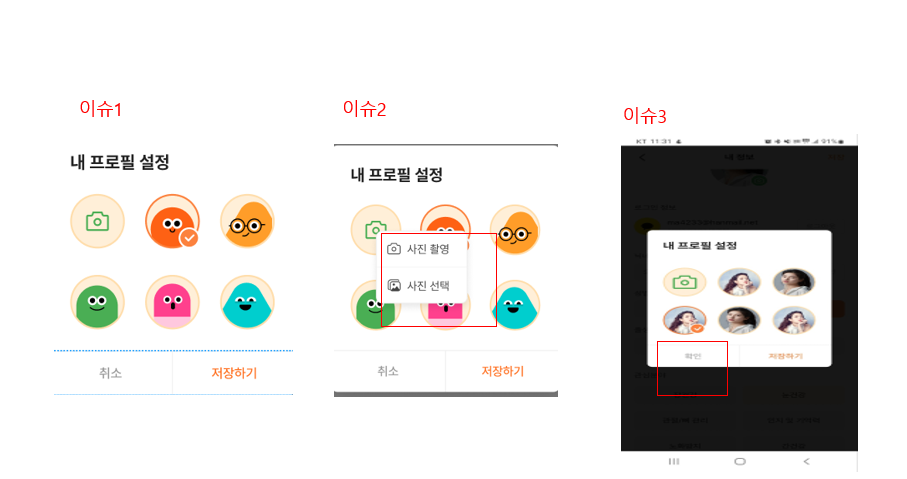 이슈1
내 프로필 설정
취소
저장하기
이슈2
내 프로필 설정
사진 촬영
사진 선택
취소
저장하기
이슈3
KT 11:31
91%
내 정보
내 프로필 설정
확인
저장하기